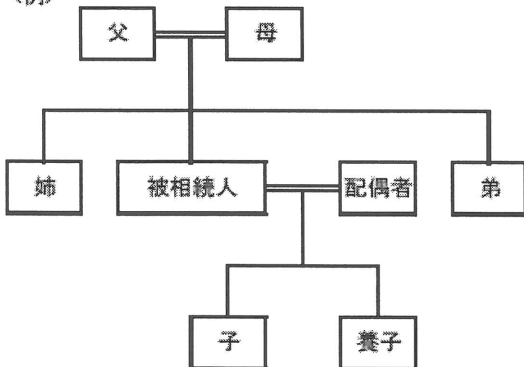 父 母
姉 被相続人 配偶者 弟
子 養子